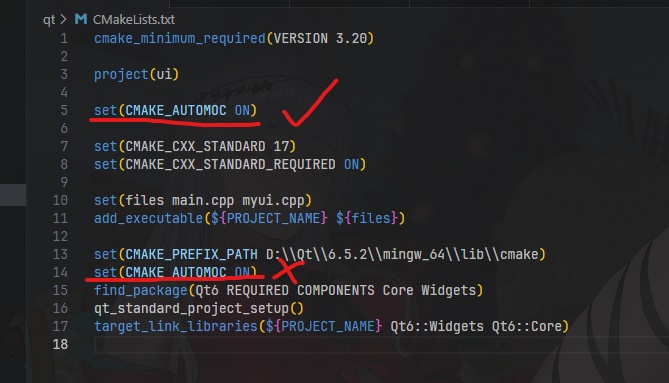 qt > CMakeLists.txt
1 cmake_minimum_required(VERSION 3.20)
2
3 project(ui)
4
5 set(CMAKE_AUTOMOC ON)
6
7 set(CMAKE_CXX_STANDARD 17)
8 set(CMAKE_CXX_STANDARD_REQUIRED ON)
9
10 set(files main.cpp myui.cpp)
11 add_executable(${PROJECT_NAME} ${files})
12
13 set(CMAKE_PREFIX_PATH D:\\Qt\\6.5.2\\mingw_64\\lib\\cmake)
14 set(CMAKE_AUTOMOC ON)
15 find_package(Qt6 REQUIRED COMPONENTS Core Widgets)
16 qt_standard_project_setup()
17 target_link_libraries(${PROJECT_NAME} Qt6::Widgets Qt6::Core)
18